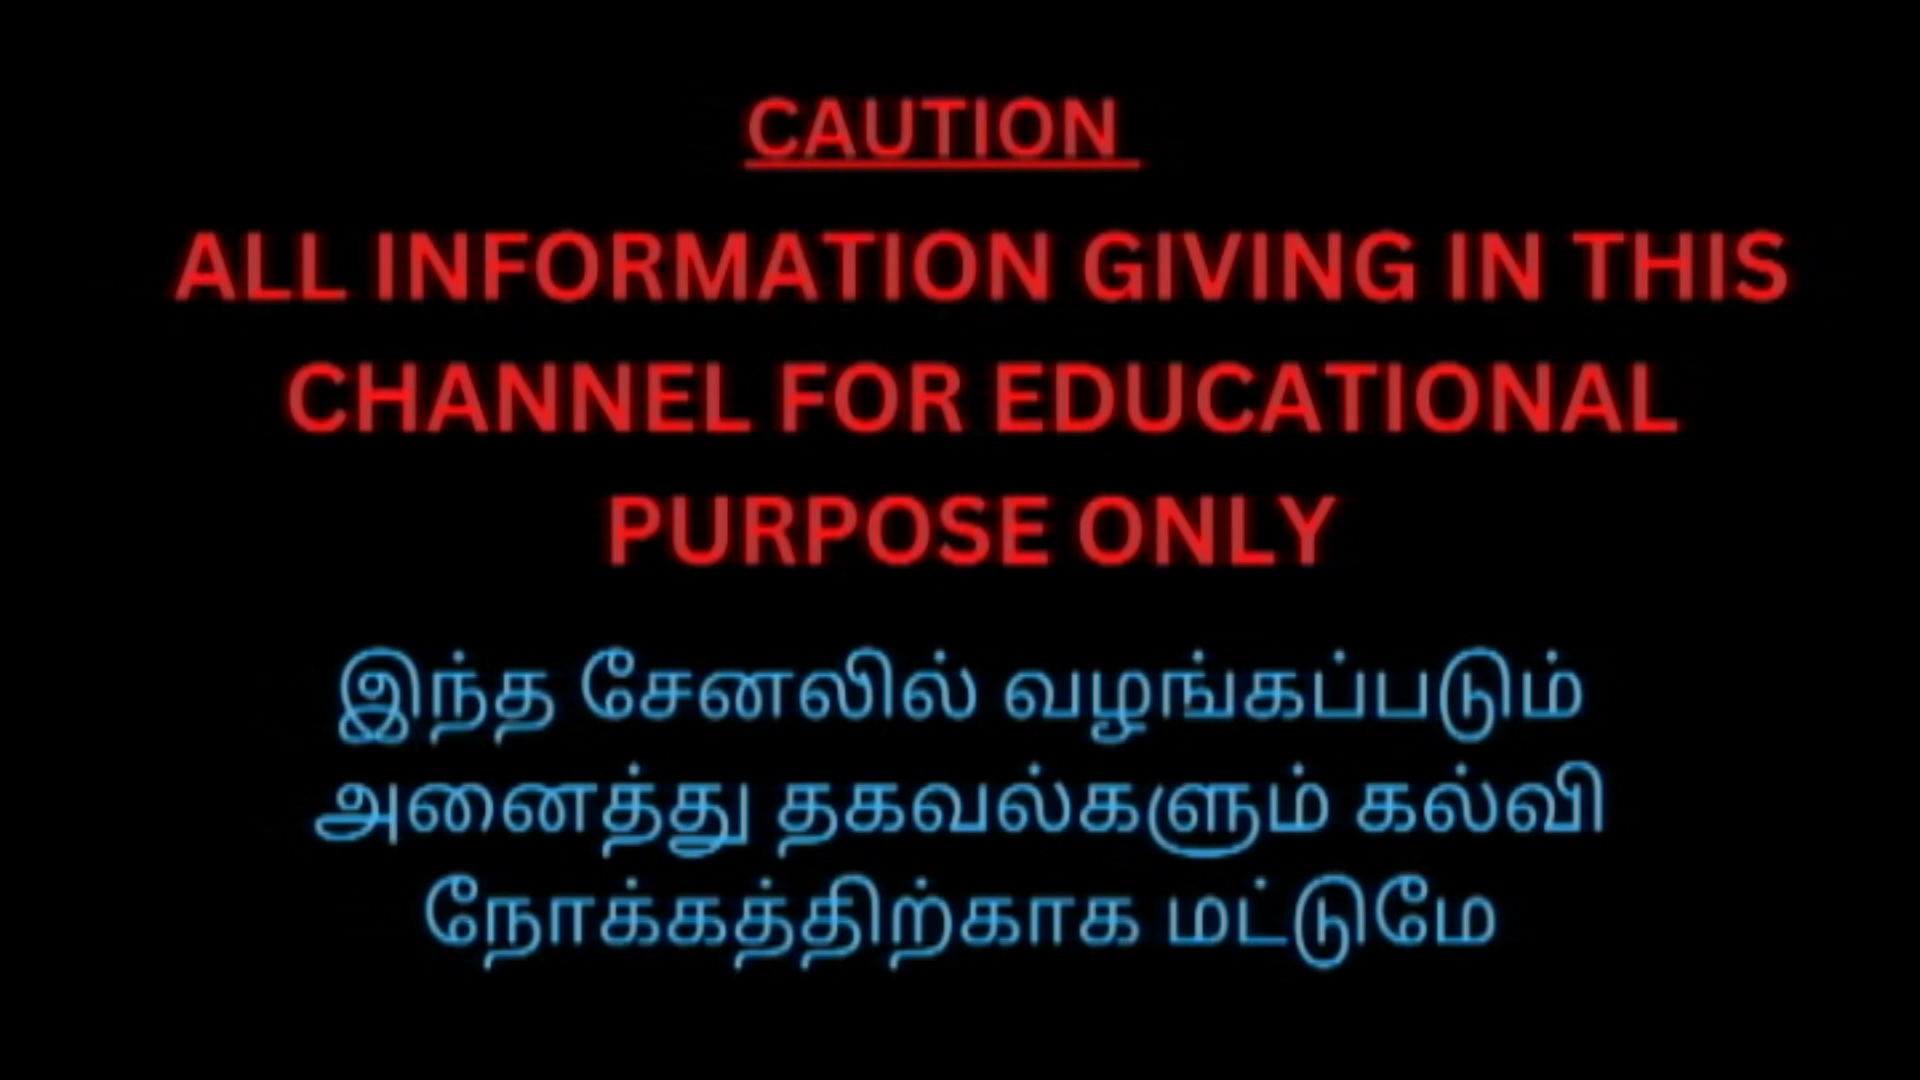 CAUTION
ALL INFORMATION GIVING IN THIS
CHANNEL FOR EDUCATIONAL
PURPOSE ONLY
இந்த சேனலில் வழங்கப்படும்
அனைத்து தகவல்களும் கல்வி
நோக்கத்திற்காக மட்டுமே